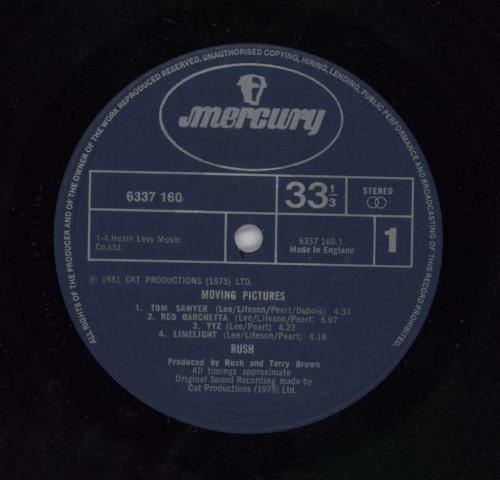 ALL RIGHTS OF THE PRODUCER AND OF THE OWNER OF THE WORK REPRODUCED RESERVED. UNAUTHORISED COPYING, HIRING, LENDING, PUBLIC PERFORMANCE AND BROADCASTING OF THIS RECORD PROHIBITED.
mercury
6337 160
33 1/3
STEREO
1-4.Heath Levy Music
Co.Ltd.
6337 160.1
Made in England
1
℗ 1981 CAT PRODUCTIONS (1975) LTD.
MOVING PICTURES
1. TOM SAWYER (Lee/Lifeson/Peart/Dubois) 4.33
2. RED BARCHETTA (Lee/Lifeson/Peart) 6.07
3. YYZ (Lee/Peart) 4.23
4. LIMELIGHT (Lee/Lifeson/Peart) 4.18
RUSH
Produced by Rush and Terry Brown
All timings approximate
Original Sound Recording made by
Cat Productions (1975) Ltd.